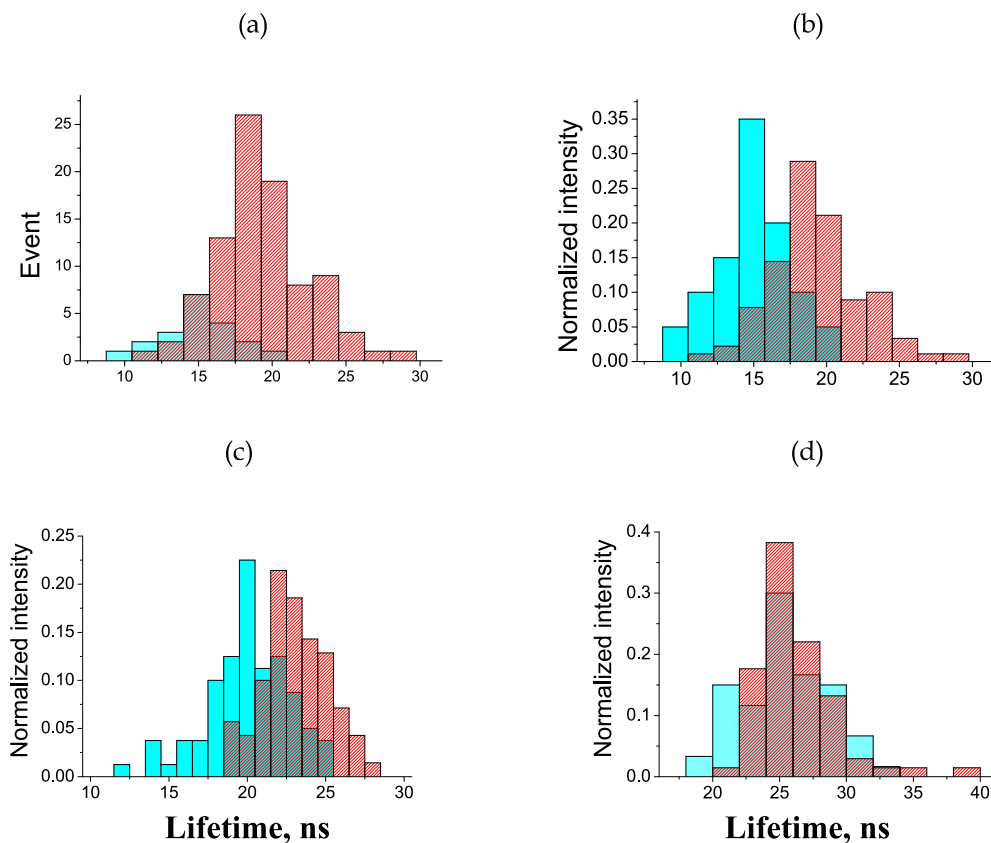 (a)
(b)
Event
25
20
15
10
5
0
10 15 20 25 30
Normalized intensity
0.35
0.30
0.25
0.20
0.15
0.10
0.05
0.00
10 15 20 25 30
(c)
(d)
Normalized intensity
0.25
0.20
0.15
0.10
0.05
0.00
10 15 20 25 30
Lifetime, ns
Normalized intensity
0.4
0.3
0.2
0.1
0.0
20 25 30 35 40
Lifetime, ns